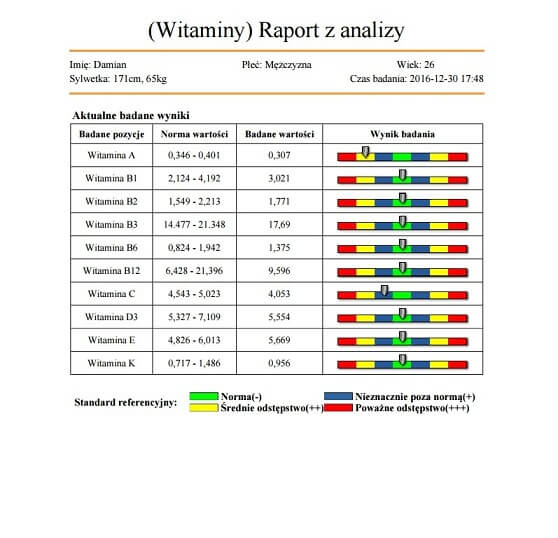 (Witaminy) Raport z analizy
Imię: Damian Płeć: Mężczyzna Wiek: 26
Sylwetka: 171cm, 65kg Czas badania: 2016-12-30 17:48
Aktualne badane wyniki
Badane pozycje Norma wartości Badane wartości Wynik badania
Witamina A 0,346 - 0,401 0,307
Witamina B1 2,124 - 4,192 3,021
Witamina B2 1,549 - 2,213 1,771
Witamina B3 14.477 - 21.348 17,69
Witamina B6 0,824 - 1,942 1,375
Witamina B12 6,428 - 21,396 9,596
Witamina C 4,543 - 5,023 4,053
Witamina D3 5,327 - 7,109 5,554
Witamina E 4,826 - 6,013 5,669
Witamina K 0,717 - 1,486 0,956
Standard referencyjny: Norma(-) Nieznacznie poza normą(+)
Średnie odstępstwo(++) Poważne odstępstwo(+++)